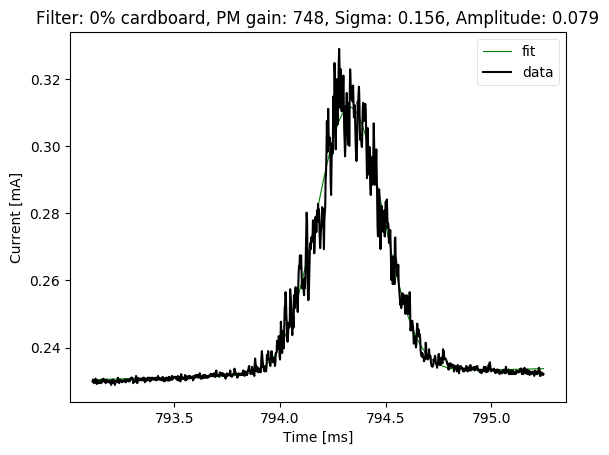 Filter: 0% cardboard, PM gain: 748, Sigma: 0.156, Amplitude: 0.079
fit
data
0.32
0.30
0.28
0.26
0.24
Current [mA]
793.5
794.0
794.5
795.0
Time [ms]